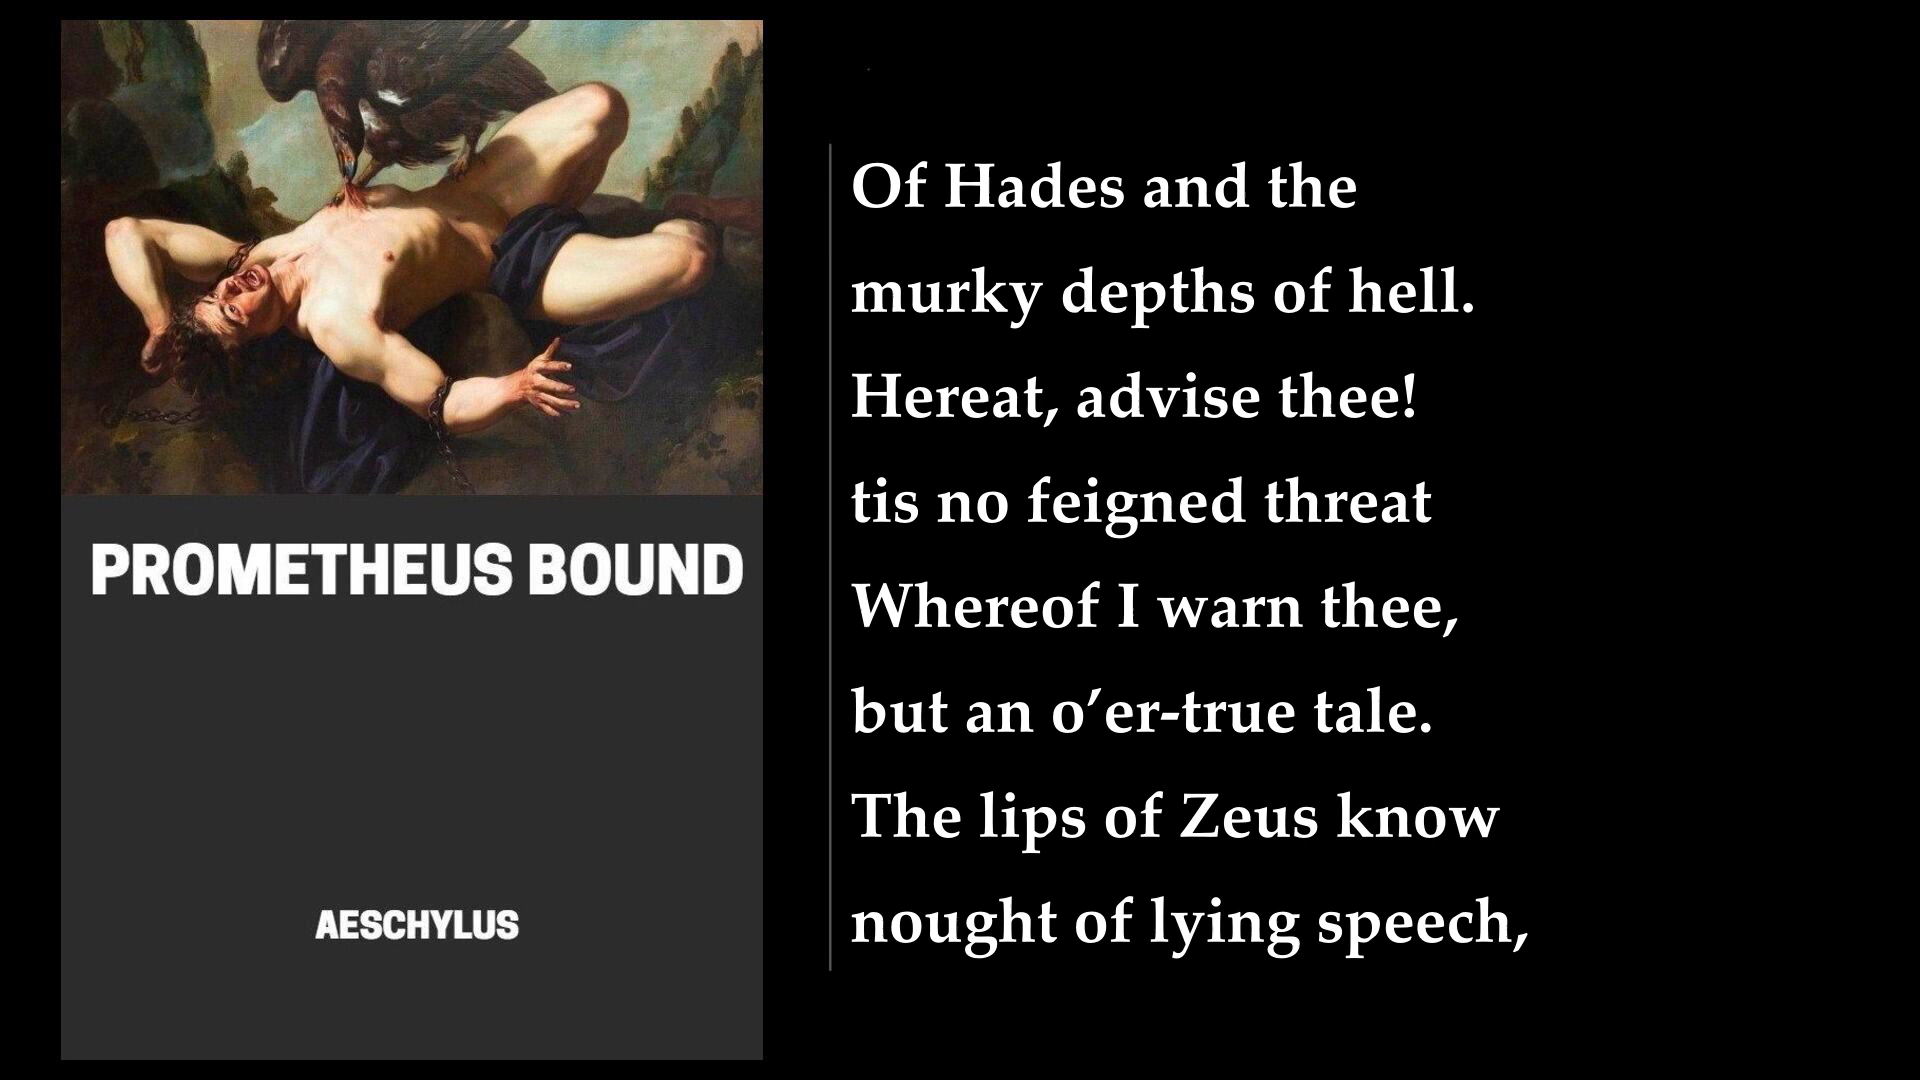 PROMETHEUS BOUND
AESCHYLUS
Of Hades and the
murky depths of hell.
Hereat, advise thee!
tis no feigned threat
Whereof I warn thee,
but an o’er-true tale.
The lips of Zeus know
nought of lying speech,